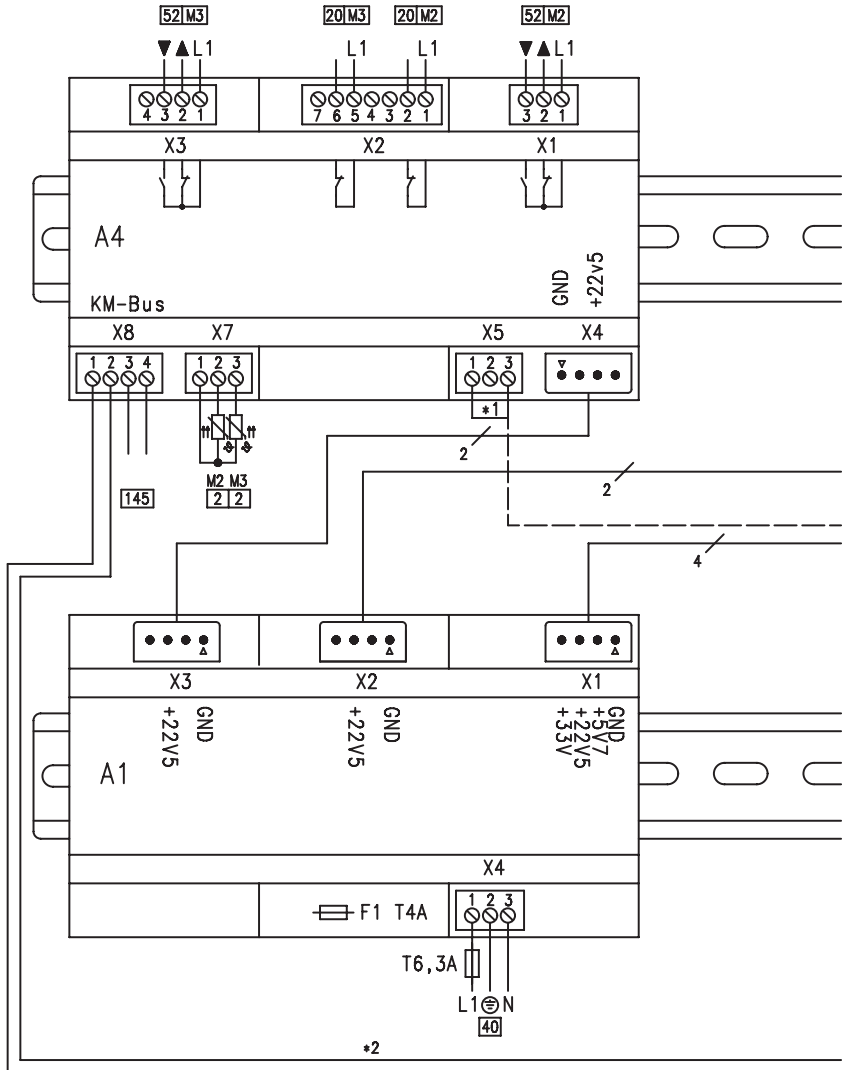 52 M3 20 M3 20 M2 52 M2
▼ ▲ L1 L1 L1 ▼ ▲ L1
4 3 2 1 7 6 5 4 3 2 1 3 2 1
X3 X2 X1
A4
GND
+22v5
KM-Bus
X8 X7 X5 X4
1 2 3 4 1 2 3 1 2 3
*1
2
M2 M3
2 2
145
2
4
X3 X2 X1
+22V5
GND
+22V5
GND
+33V
+22V5
+5V7
GND
A1
X4
F1 T4A
1 2 3
T6,3A
L1 N
40
*2